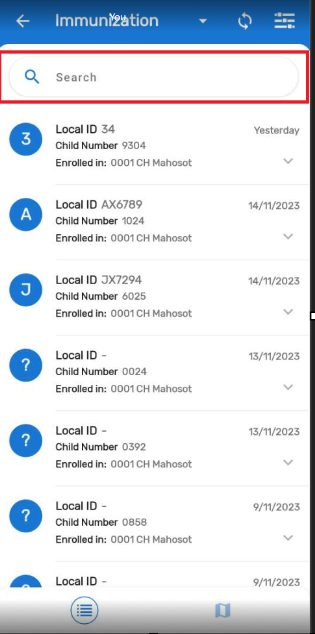 Immunization
You
Search
3
Local ID 34
Yesterday
Child Number 9304
Enrolled in: 0001 CH Mahosot
A
Local ID AX6789
14/11/2023
Child Number 1024
Enrolled in: 0001 CH Mahosot
J
Local ID JX7294
14/11/2023
Child Number 6025
Enrolled in: 0001 CH Mahosot
?
Local ID -
13/11/2023
Child Number 0024
Enrolled in: 0001 CH Mahosot
?
Local ID -
13/11/2023
Child Number 0392
Enrolled in: 0001 CH Mahosot
?
Local ID -
9/11/2023
Child Number 0858
Enrolled in: 0001 CH Mahosot
?
Local ID -
9/11/2023